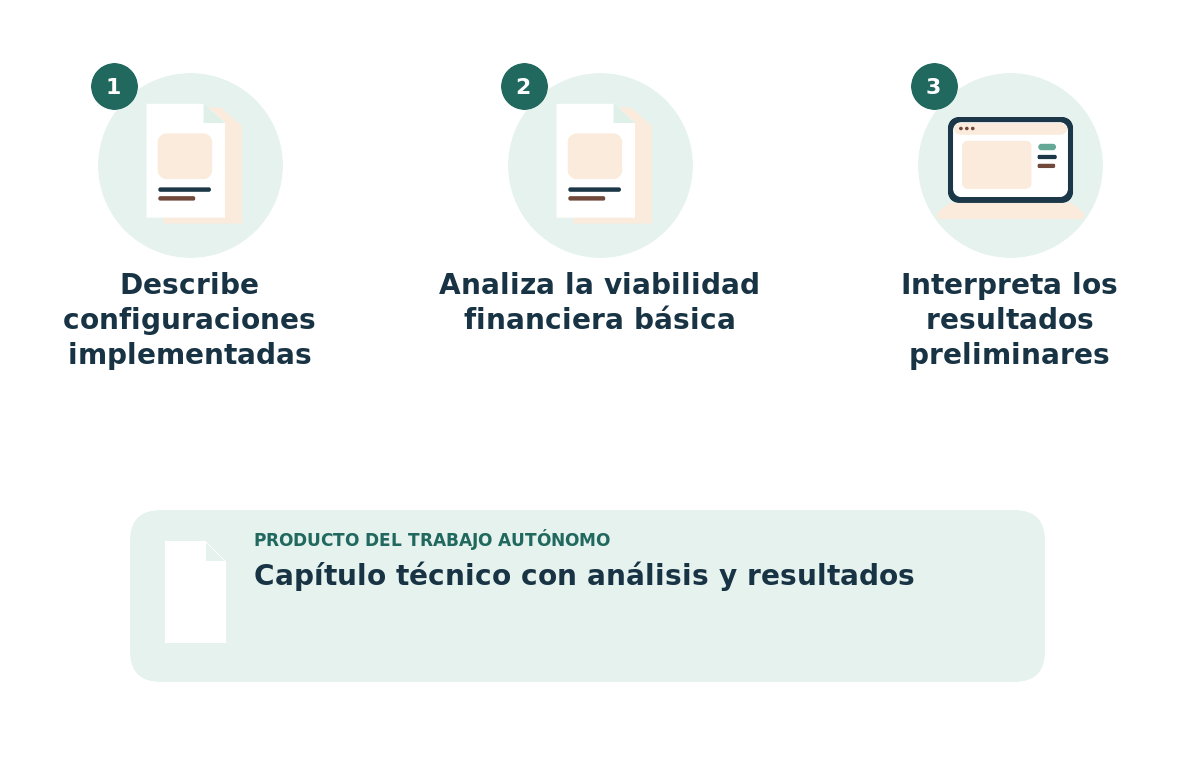 1
Describe
configuraciones
implementadas
2
Analiza la viabilidad
financiera básica
3
Interpreta los
resultados
preliminares
PRODUCTO DEL TRABAJO AUTÓNOMO
Capítulo técnico con análisis y resultados